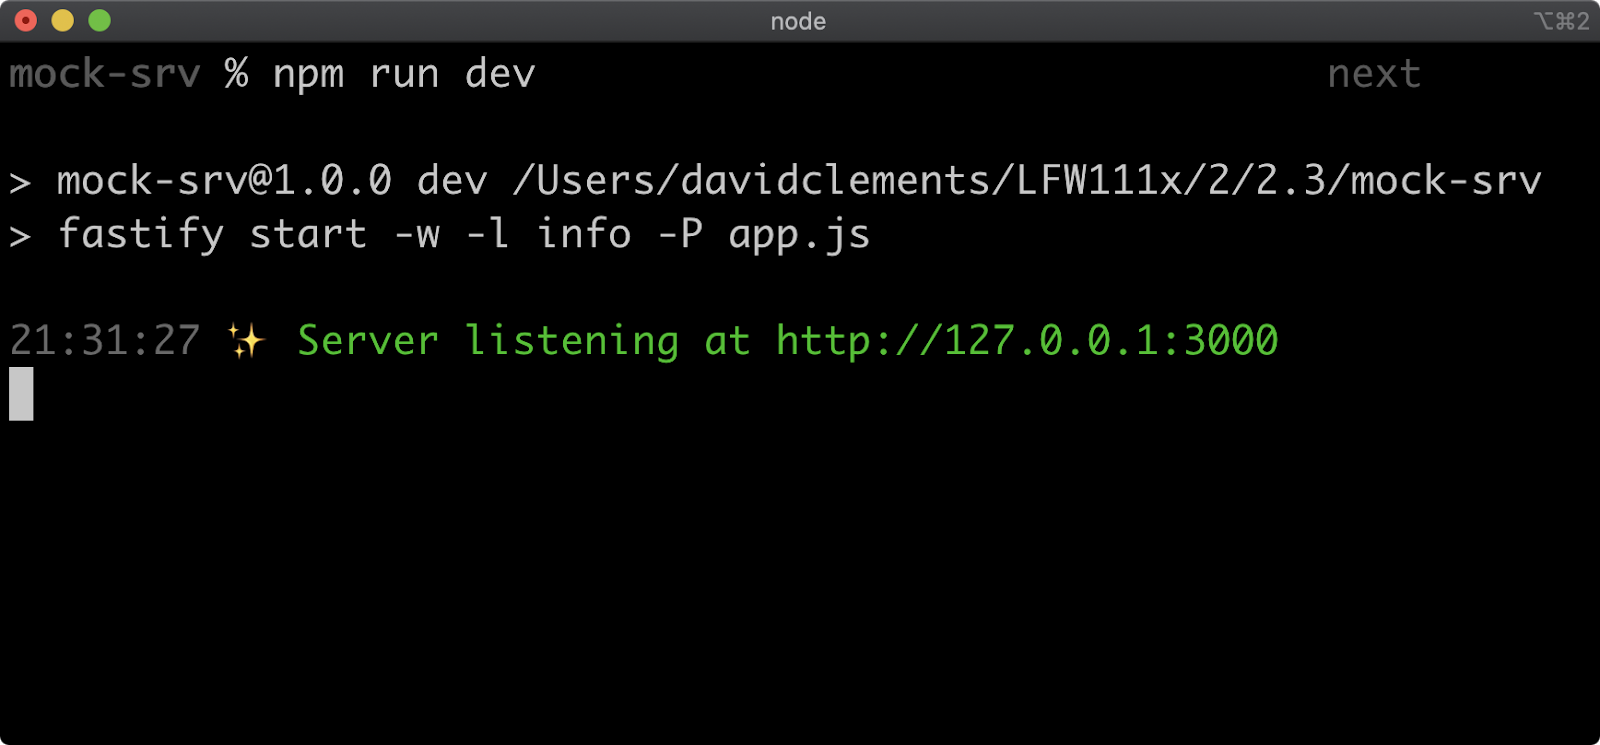 node ⌥⌘2
mock-srv % npm run dev next
> mock-srv@1.0.0 dev /Users/davidclements/LFW111x/2/2.3/mock-srv
> fastify start -w -l info -P app.js
21:31:27 ✨ Server listening at http://127.0.0.1:3000